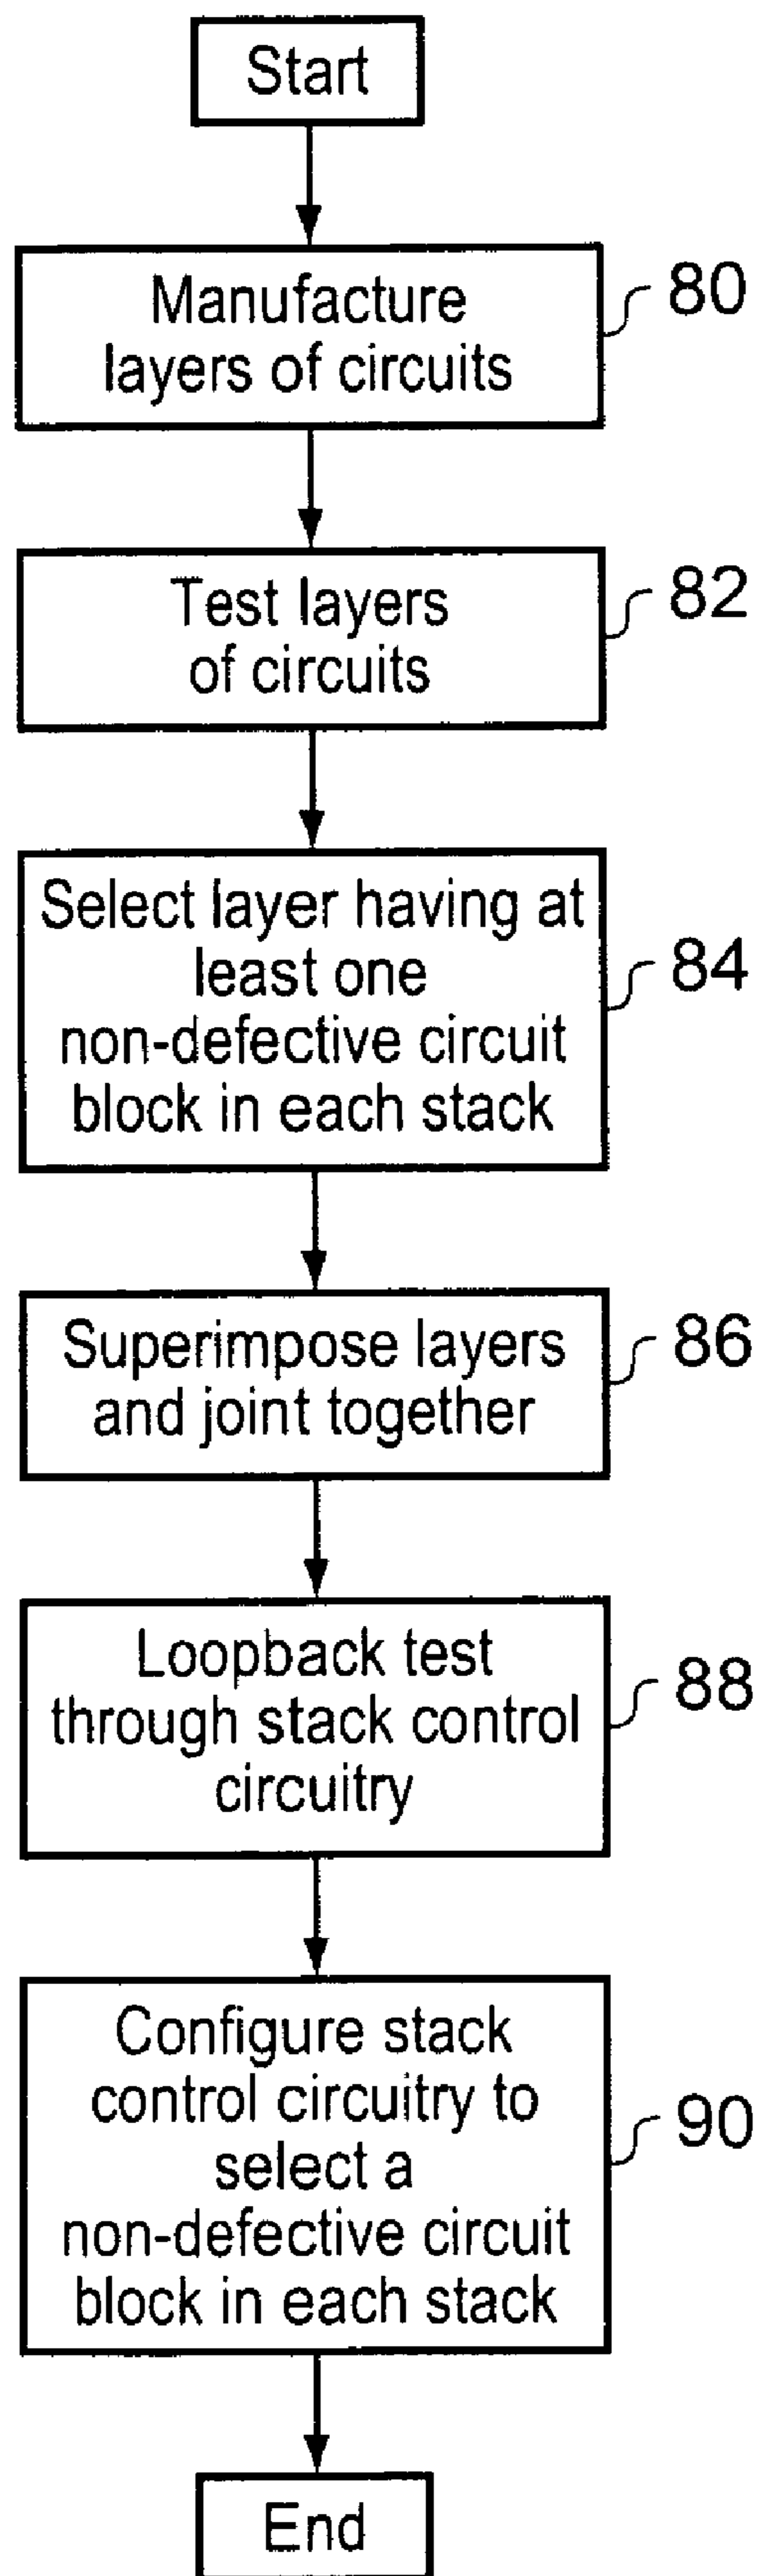 Start
Manufacture
layers of circuits
80
Test layers
of circuits
82
Select layer having at
least one
non-defective circuit
block in each stack
84
Superimpose layers
and joint together
86
Loopback test
through stack control
circuitry
88
Configure stack
control circuitry to
select a
non-defective circuit
block in each stack
90
End